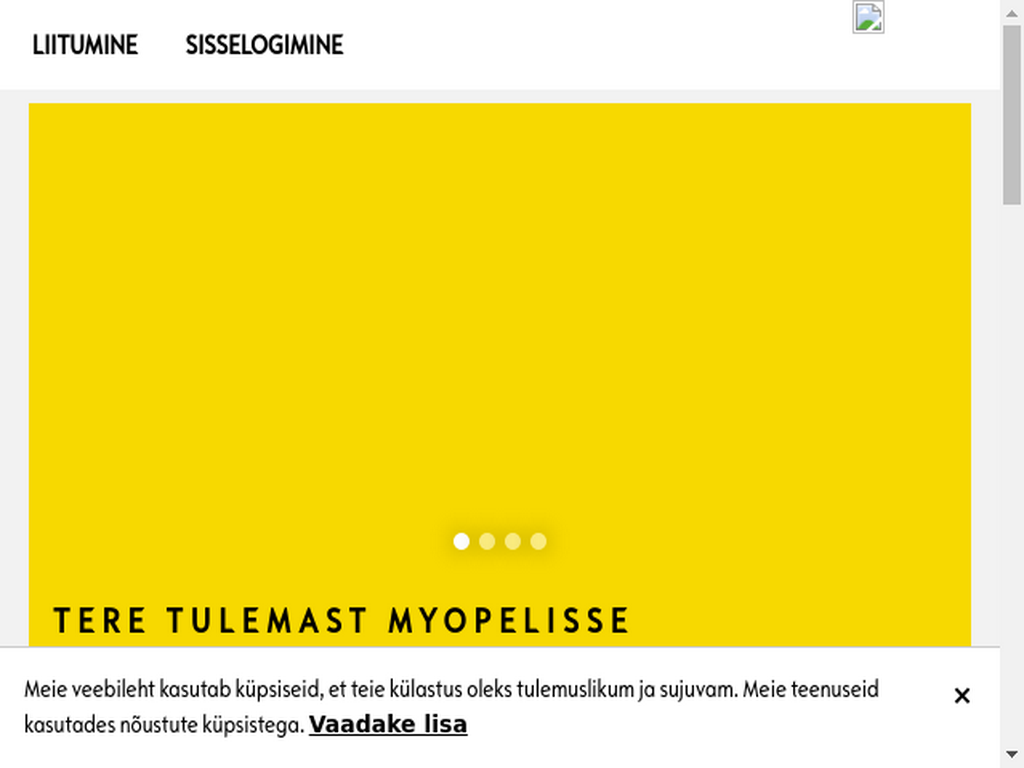 LIITUMINE SISSELOGIMINE
TERE TULEMAST MYOPELISSE
Meie veebileht kasutab küpsiseid, et teie külastus oleks tulemuslikum ja sujuvam. Meie teenuseid
kasutades nõustute küpsistega. Vaadake lisa